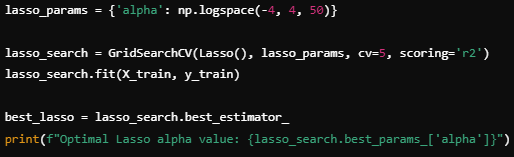 lasso_params = {'alpha': np.logspace(-4, 4, 50)}
lasso_search = GridSearchCV(Lasso(), lasso_params, cv=5, scoring='r2')
lasso_search.fit(X_train, y_train)
best_lasso = lasso_search.best_estimator_
print(f"Optimal Lasso alpha value: {lasso_search.best_params_['alpha']}")